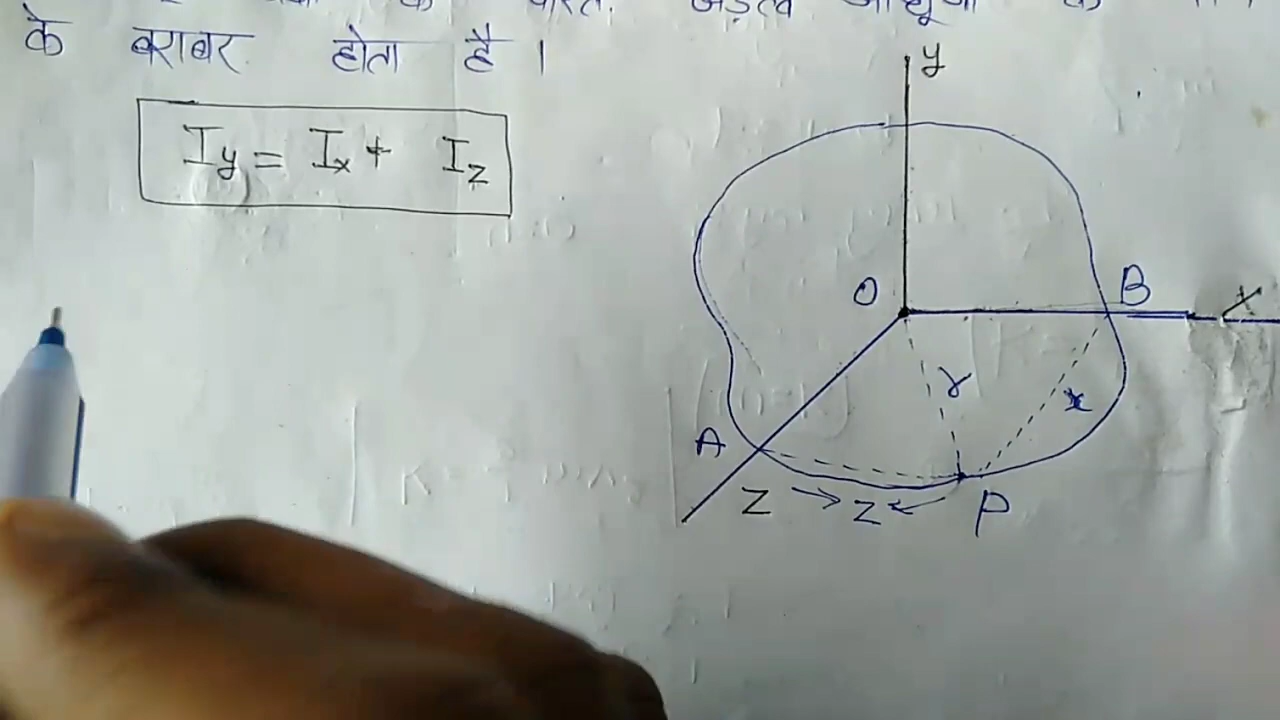 के बराबर होता है।
Iy = Ix + Iz
y
O
B
x
r
x
A
z → z ← P